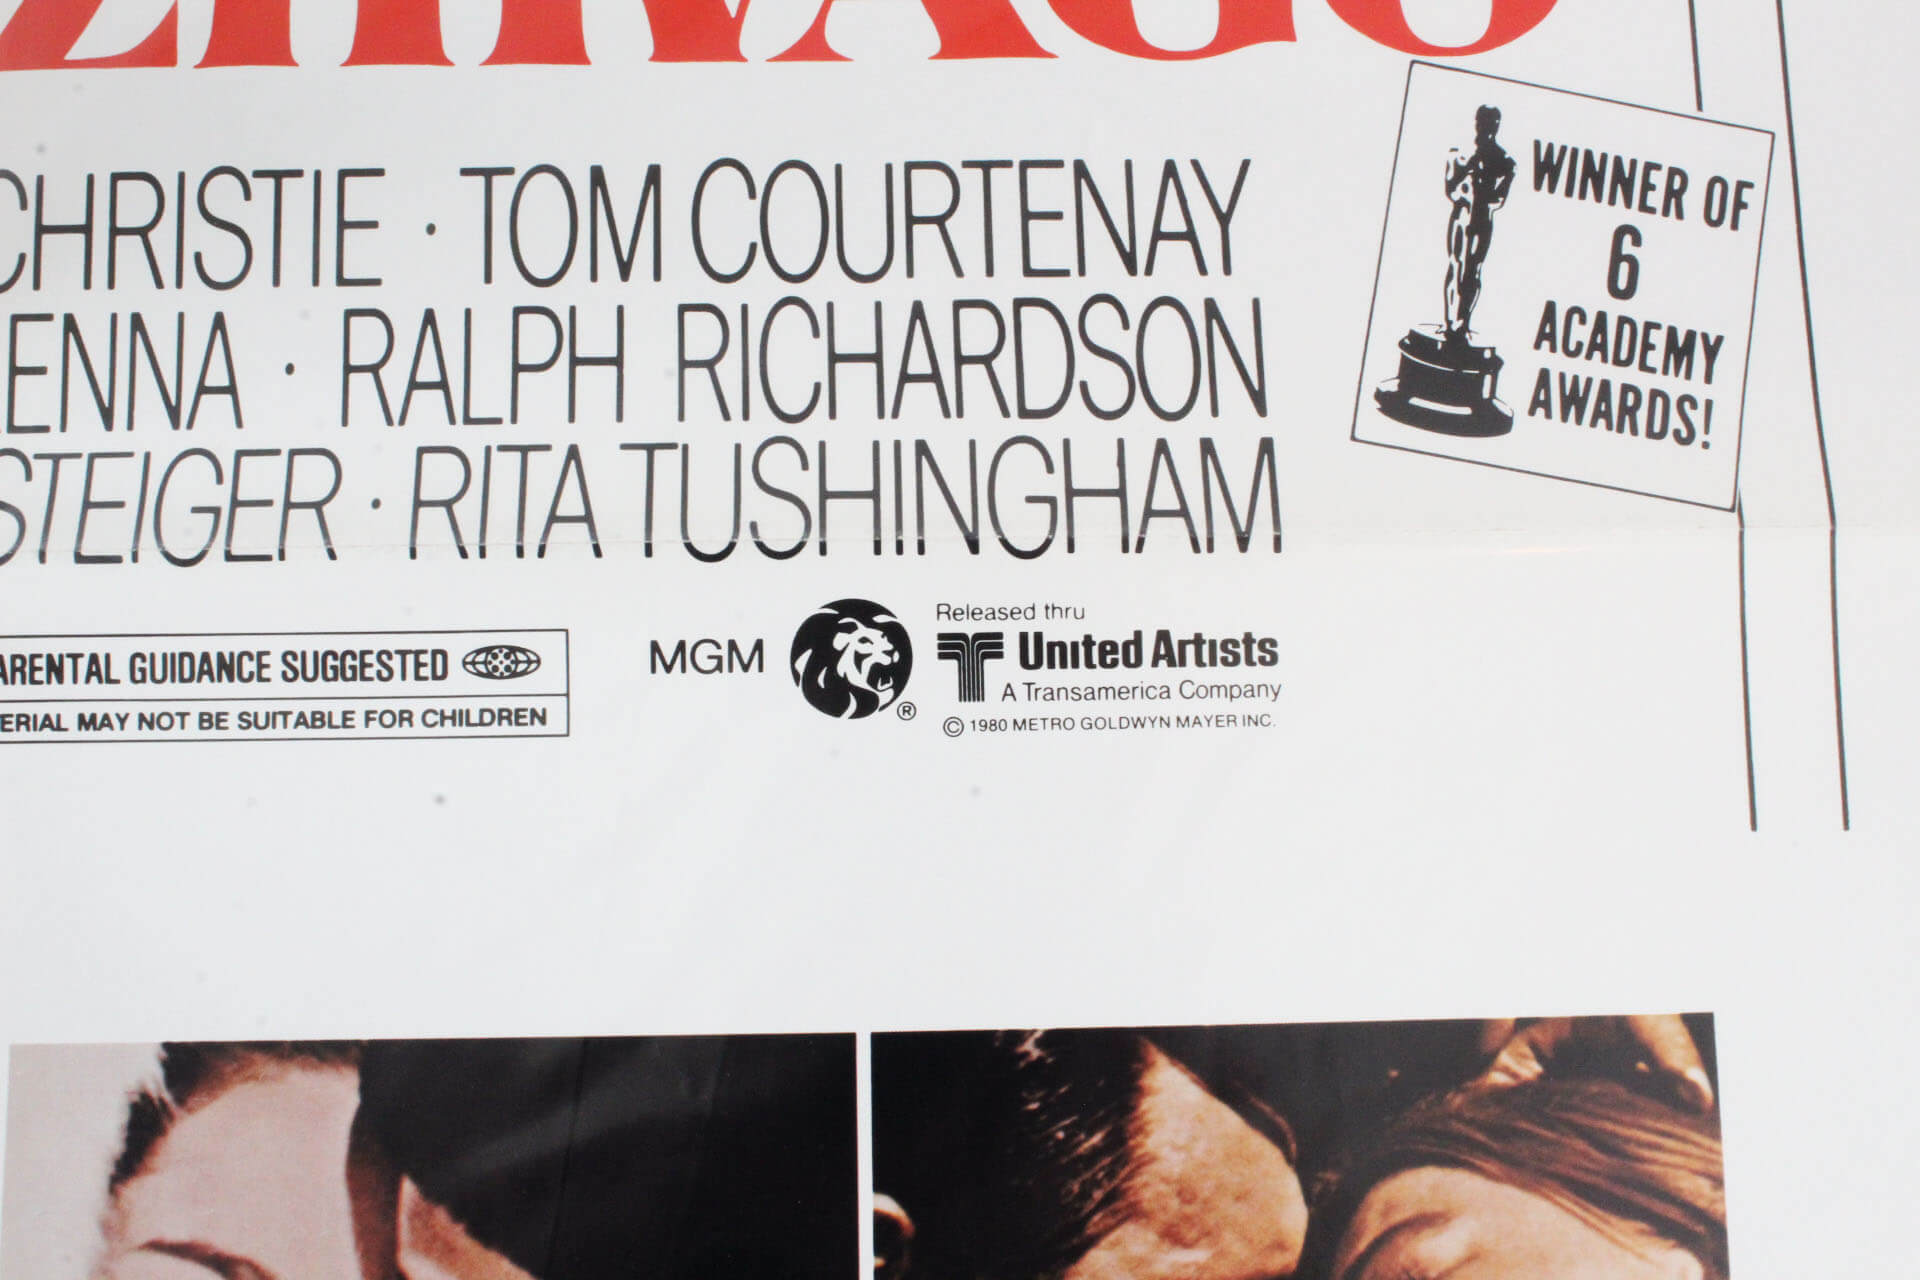 ZHIVAGO
CHRISTIE · TOM COURTENAY
ENNA · RALPH RICHARDSON
STEIGER · RITA TUSHINGHAM
WINNER OF
6
ACADEMY
AWARDS!
ARENTAL GUIDANCE SUGGESTED
ERIAL MAY NOT BE SUITABLE FOR CHILDREN
MGM
®
Released thru
United Artists
A Transamerica Company
© 1980 METRO GOLDWYN MAYER INC.